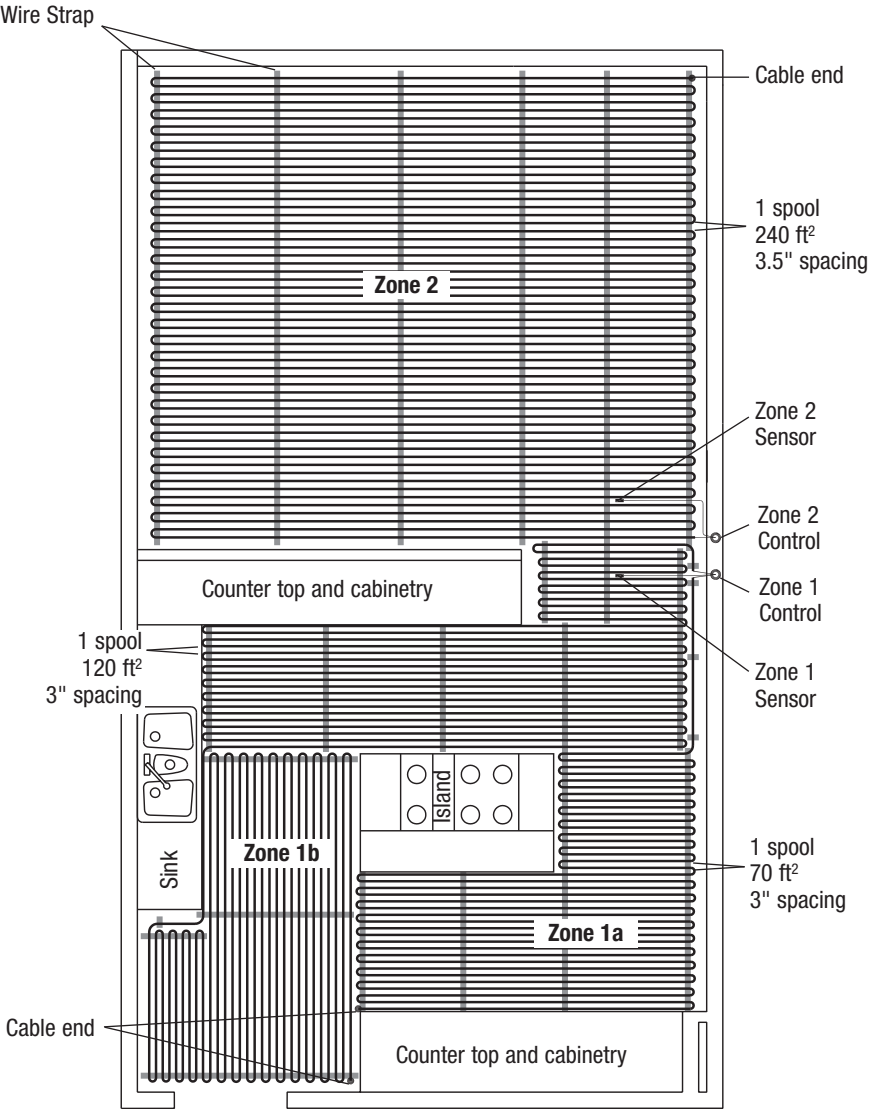 Wire Strap
Cable end
1 spool
240 ft²
3.5" spacing
Zone 2
Zone 2
Sensor
Zone 2
Control
Counter top and cabinetry
Zone 1
Control
1 spool
120 ft²
3" spacing
Zone 1
Sensor
Island
Sink
Zone 1b
1 spool
70 ft²
3" spacing
Zone 1a
Cable end
Counter top and cabinetry